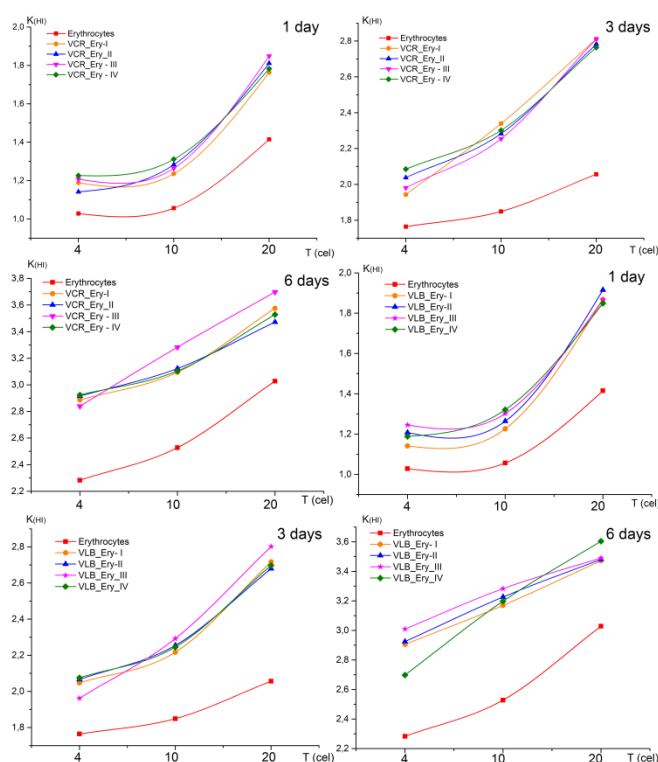 K(HI)
1 day
Erythrocytes
VCR_Ery-I
VCR_Ery_II
VCR_Ery - III
VCR_Ery - IV
2,0
1,8
1,6
1,4
1,2
1,0
4
10
20
T (cel)
K(HI)
3 days
Erythrocytes
VCR_Ery-I
VCR_Ery_II
VCR_Ery - III
VCR_Ery - IV
2,8
2,6
2,4
2,2
2,0
1,8
4
10
20
T (cel)
K(HI)
6 days
Erythrocytes
VCR_Ery-I
VCR_Ery_II
VCR_Ery - III
VCR_Ery - IV
3,8
3,6
3,4
3,2
3,0
2,8
2,6
2,4
2,2
4
10
20
T (cel)
K(HI)
1 day
Erythrocytes
VLB_Ery- I
VLB_Ery-II
VLB_Ery_III
VLB_Ery_IV
2,0
1,8
1,6
1,4
1,2
1,0
4
10
20
T (cel)
K(HI)
3 days
Erythrocytes
VLB_Ery- I
VLB_Ery-II
VLB_Ery_III
VLB_Ery_IV
2,8
2,6
2,4
2,2
2,0
1,8
4
10
20
T (cel)
K(HI)
6 days
Erythrocytes
VLB_Ery- I
VLB_Ery-II
VLB_Ery_III
VLB_Ery_IV
3,6
3,4
3,2
3,0
2,8
2,6
2,4
2,2
4
10
20
T (cel)